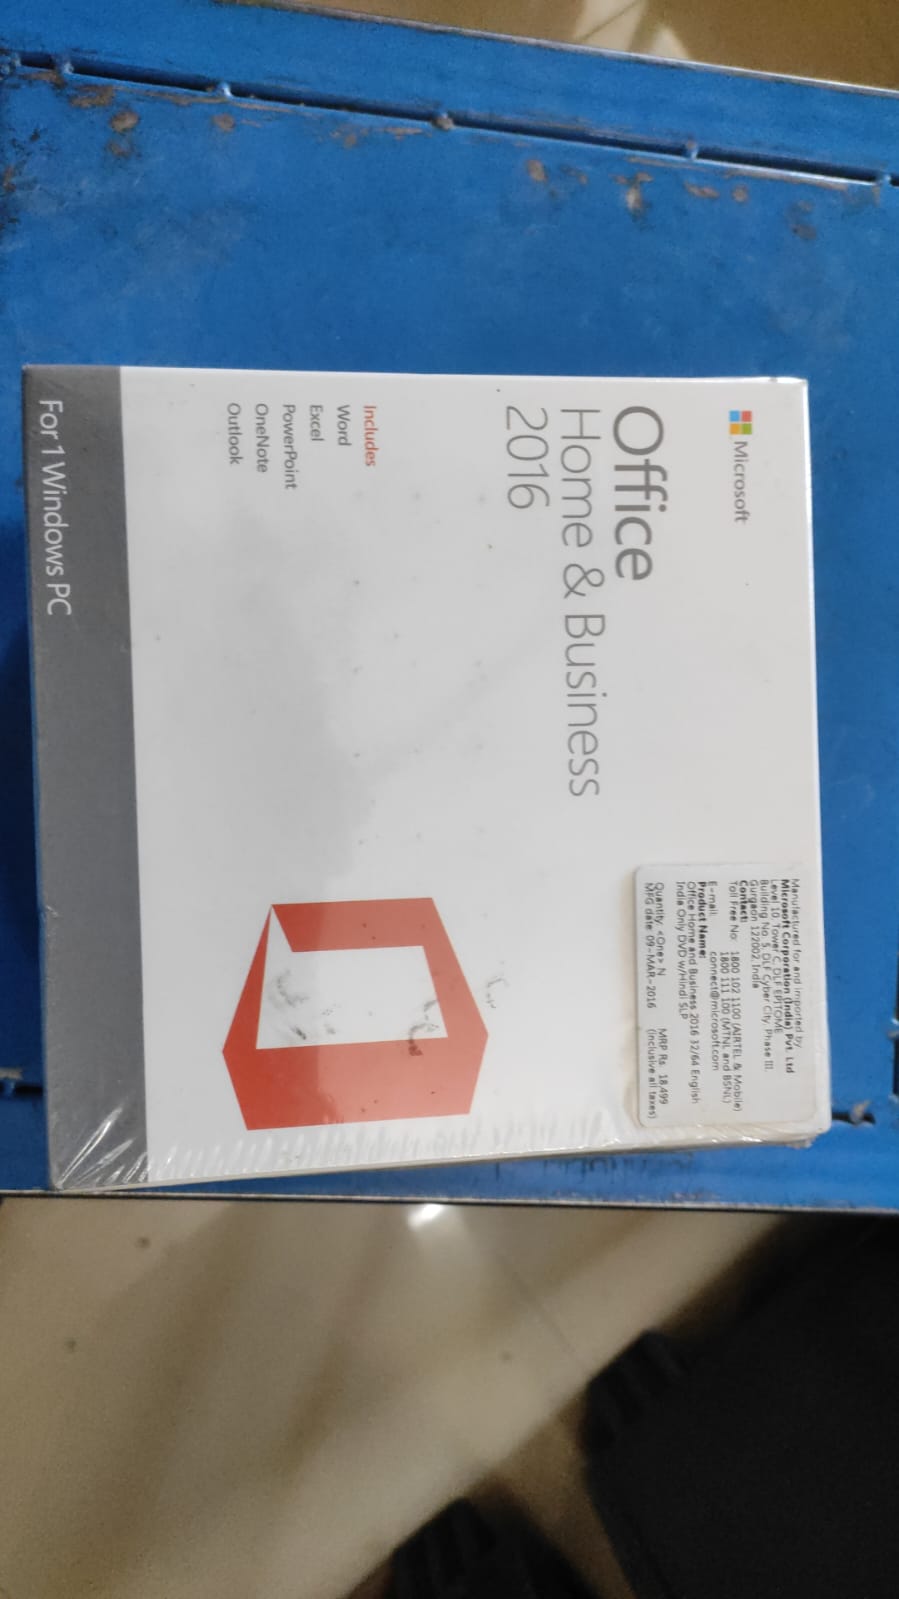 Microsoft
Office
Home & Business
2016
Includes
Word
Excel
PowerPoint
OneNote
Outlook
For 1 Windows PC
Manufactured for and imported by
Microsoft Corporation (India) Pvt. Ltd
Level 10, Tower C, DLF EPITOME
Building No. 5, DLF Cyber City, Phase III,
Gurgaon 122002, India
Contact:
Toll Free No: 1800 102 1100 (AIRTEL & Mobile)
1800 111 100 (MTNL and BSNL)
E-mail: connect@microsoft.com
Product Name:
Office Home and Business 2016 32/64 English
India Only DVD w/Hindi SLP
Quantity: <One> N MRP Rs. 18,499
MFG date: 09-MAR-2016 (inclusive all taxes)